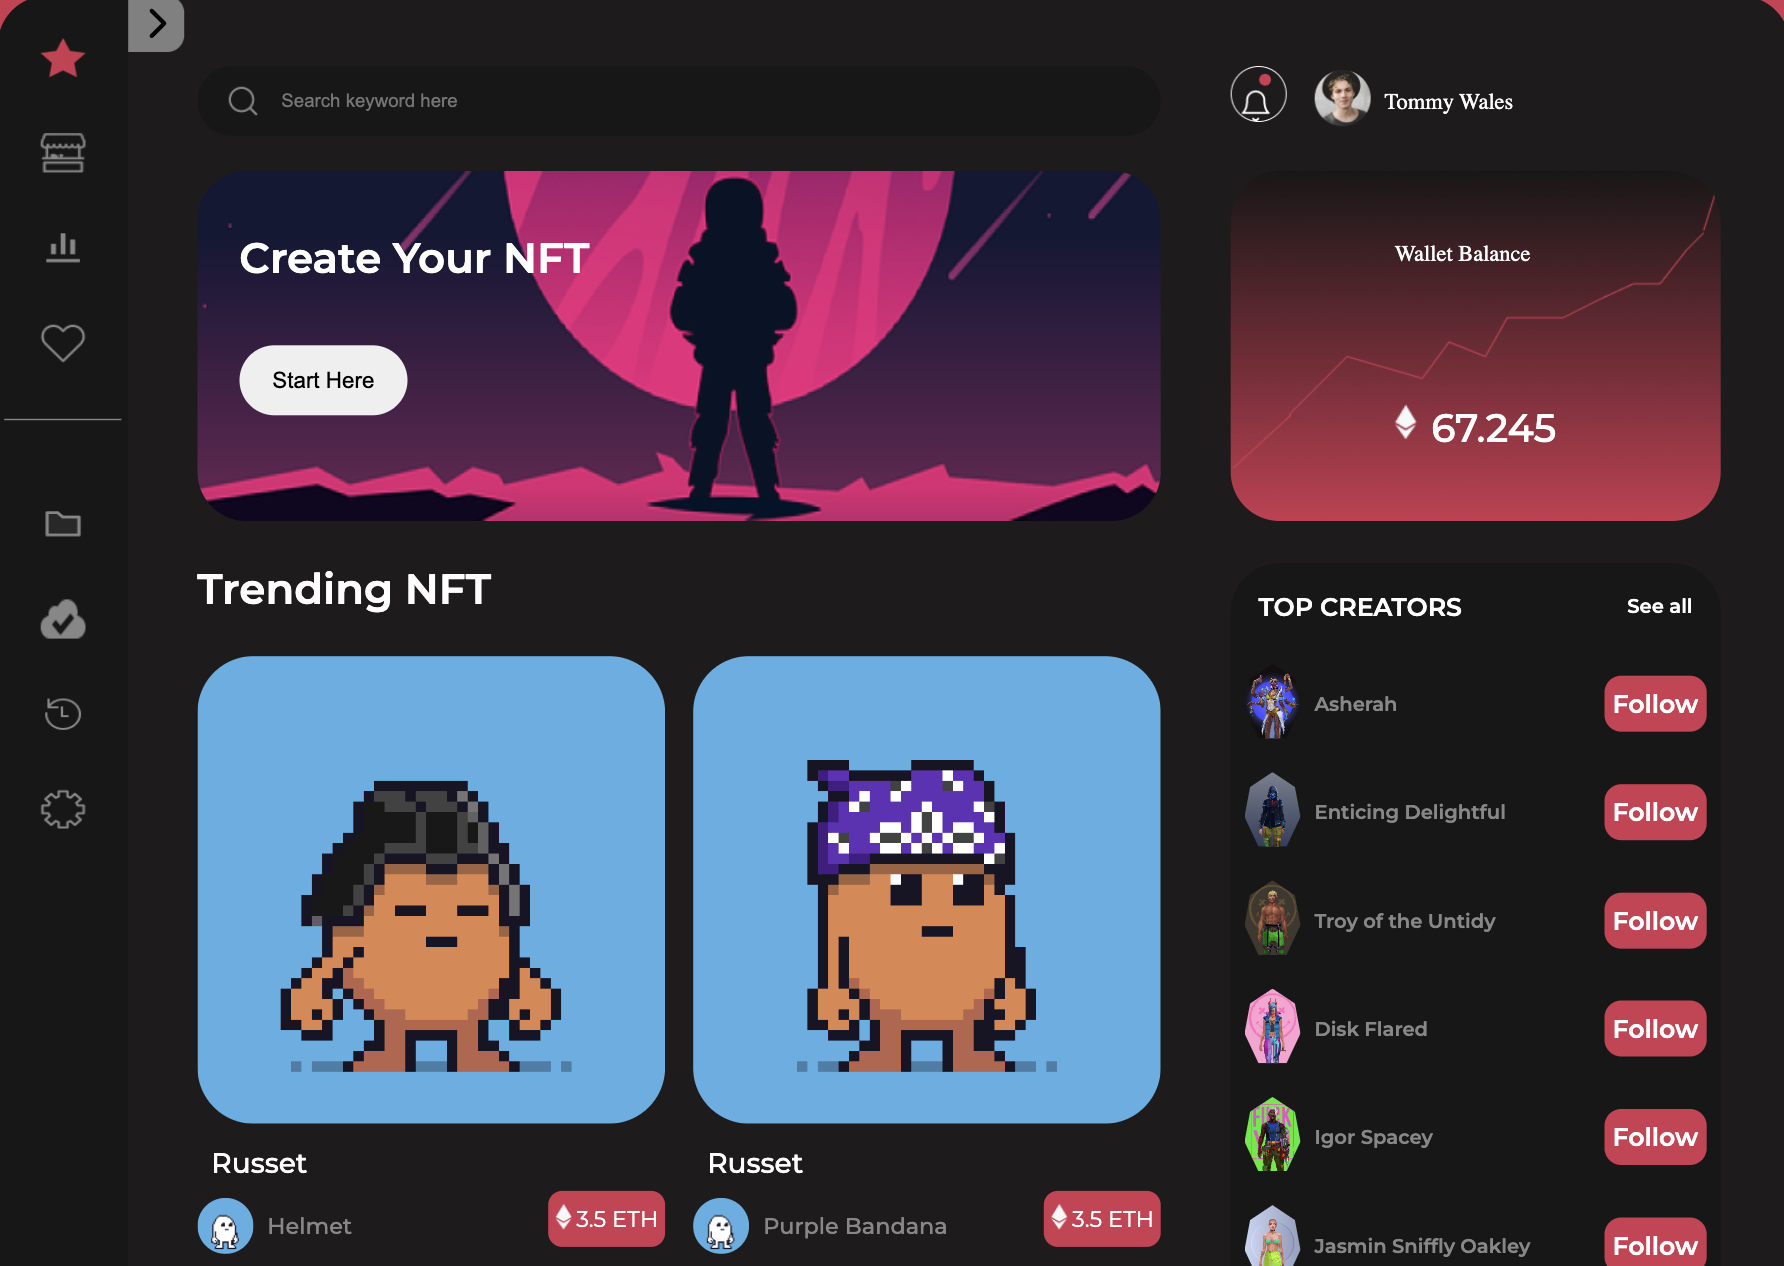 Search keyword here
Tommy Wales
Create Your NFT
Start Here
Wallet Balance
67.245
Trending NFT
Russet
Helmet
3.5 ETH
Russet
Purple Bandana
3.5 ETH
TOP CREATORS
See all
Asherah
Follow
Enticing Delightful
Follow
Troy of the Untidy
Follow
Disk Flared
Follow
Igor Spacey
Follow
Jasmin Sniffly Oakley
Follow